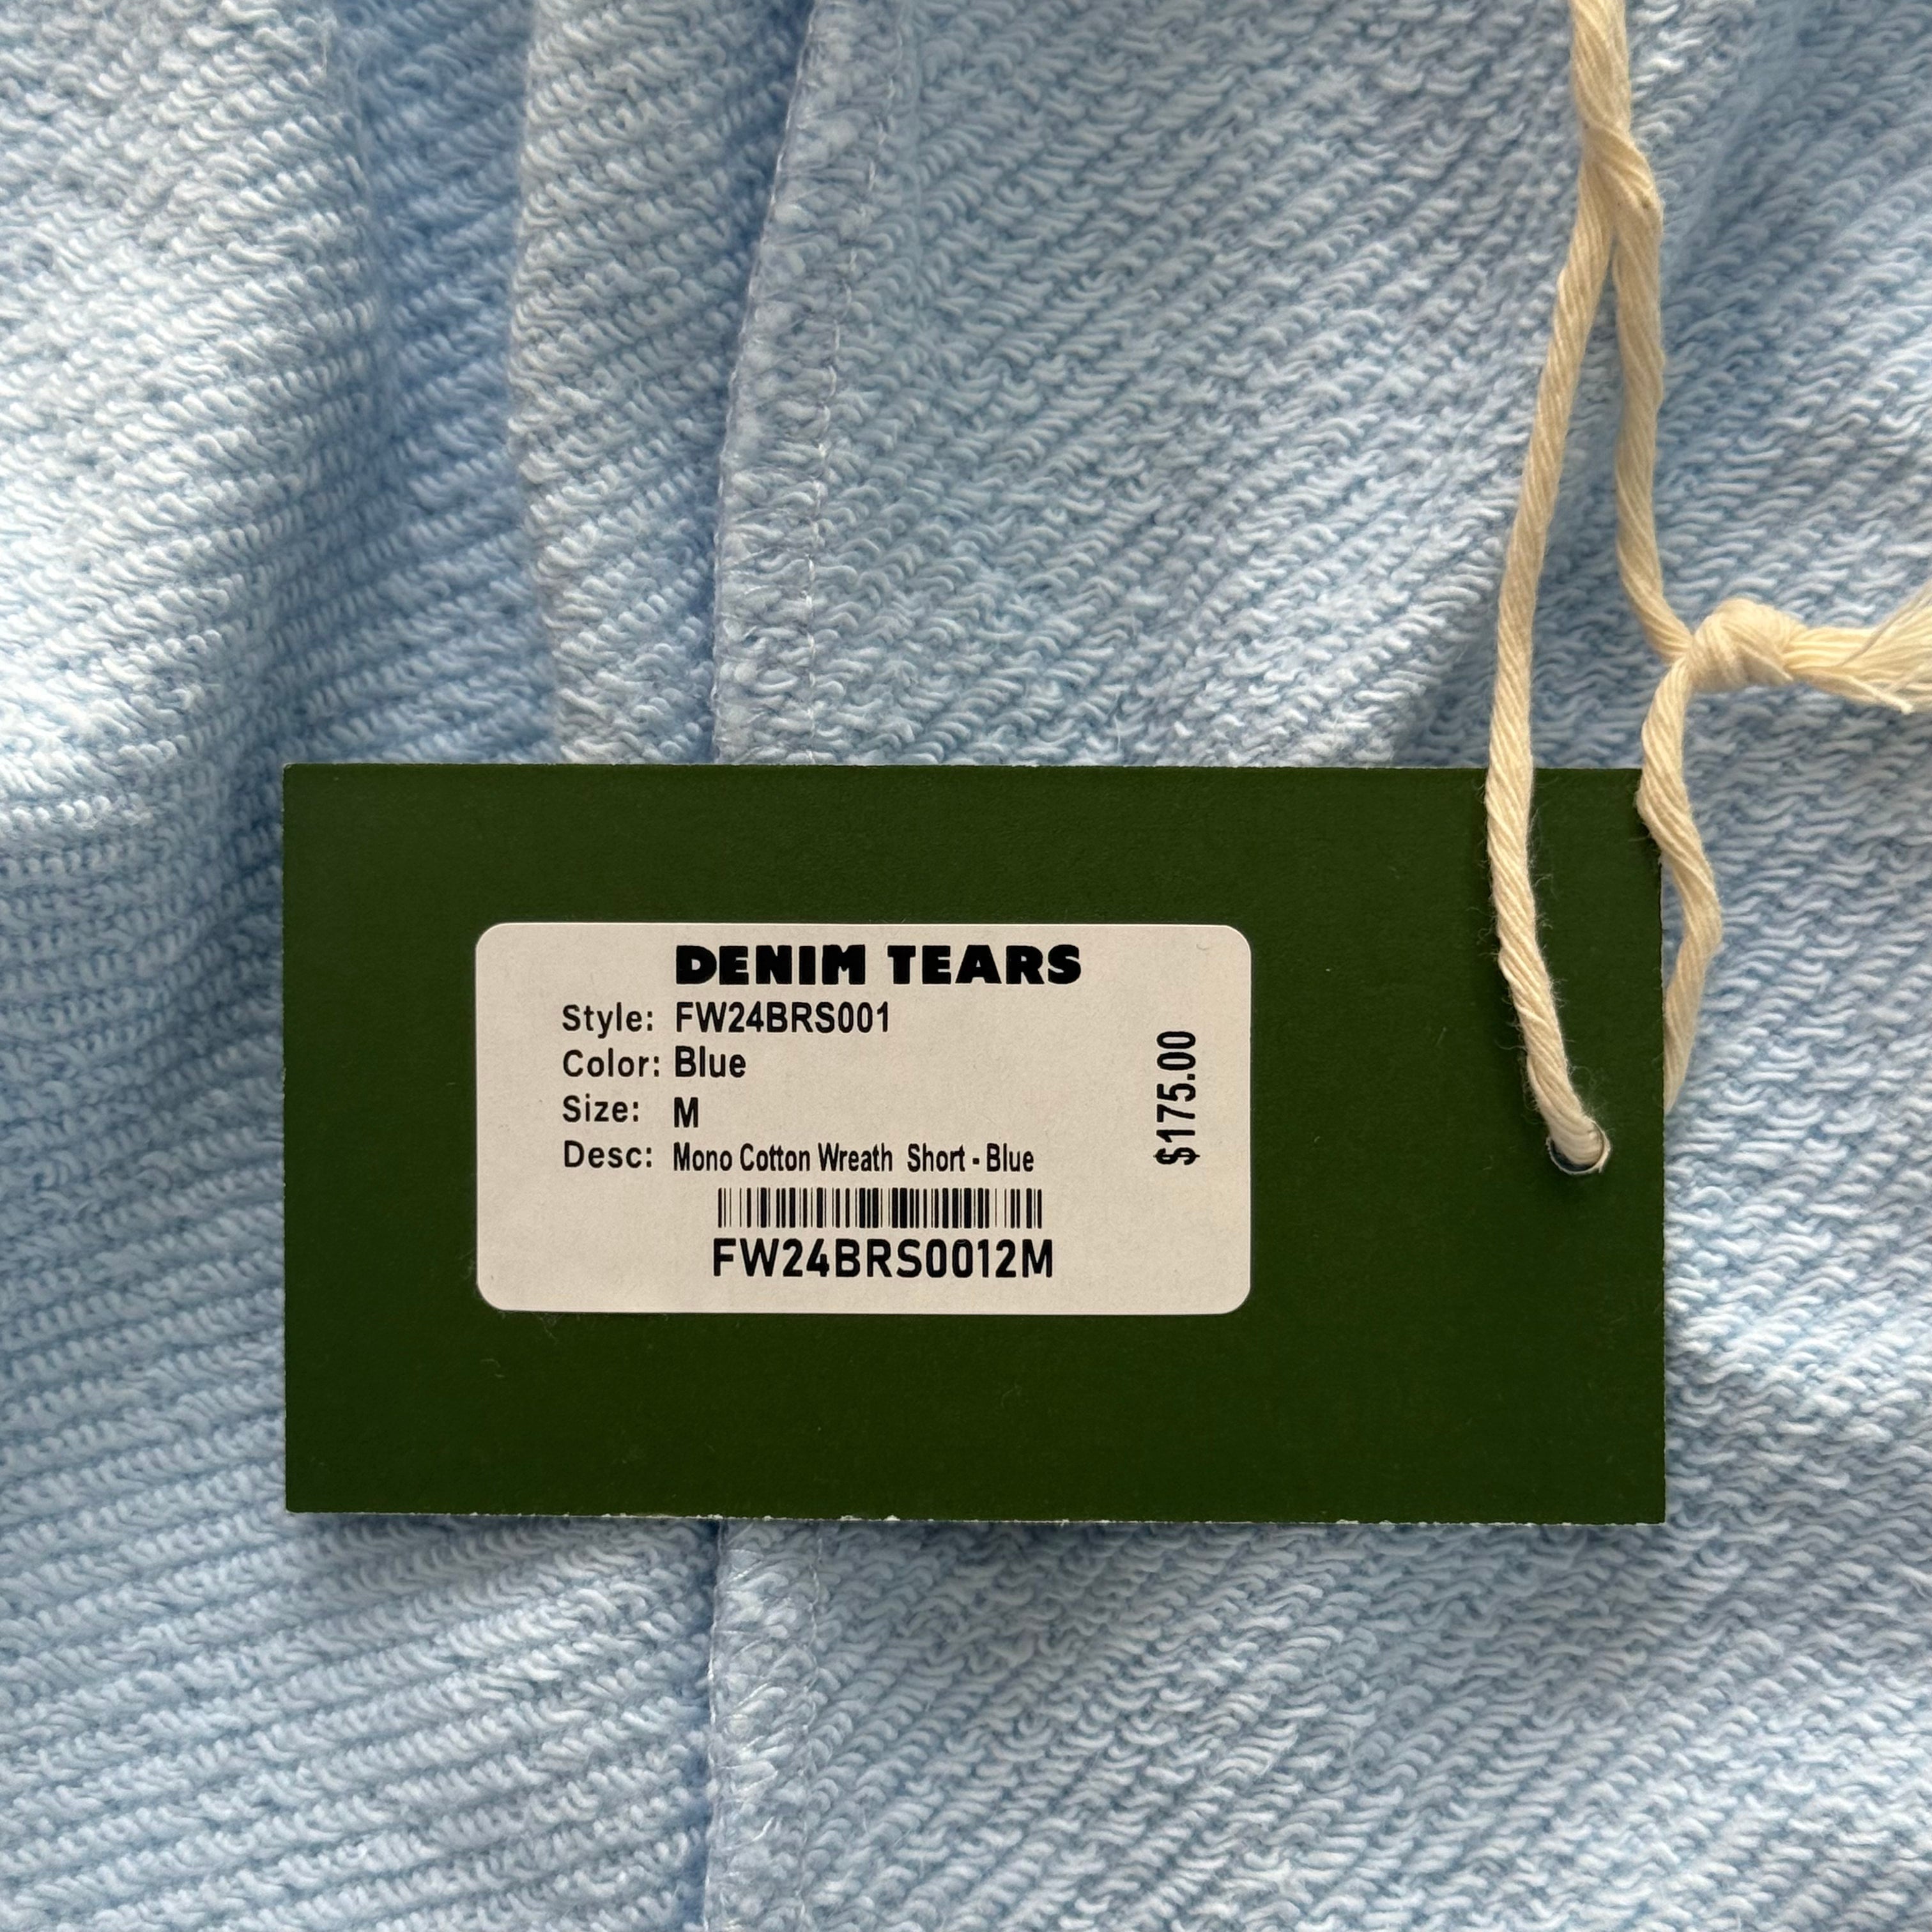 DENIM TEARS
Style: FW24BRS001
Color: Blue
Size: M
Desc: Mono Cotton Wreath Short - Blue
FW24BRS0012M
$175.00